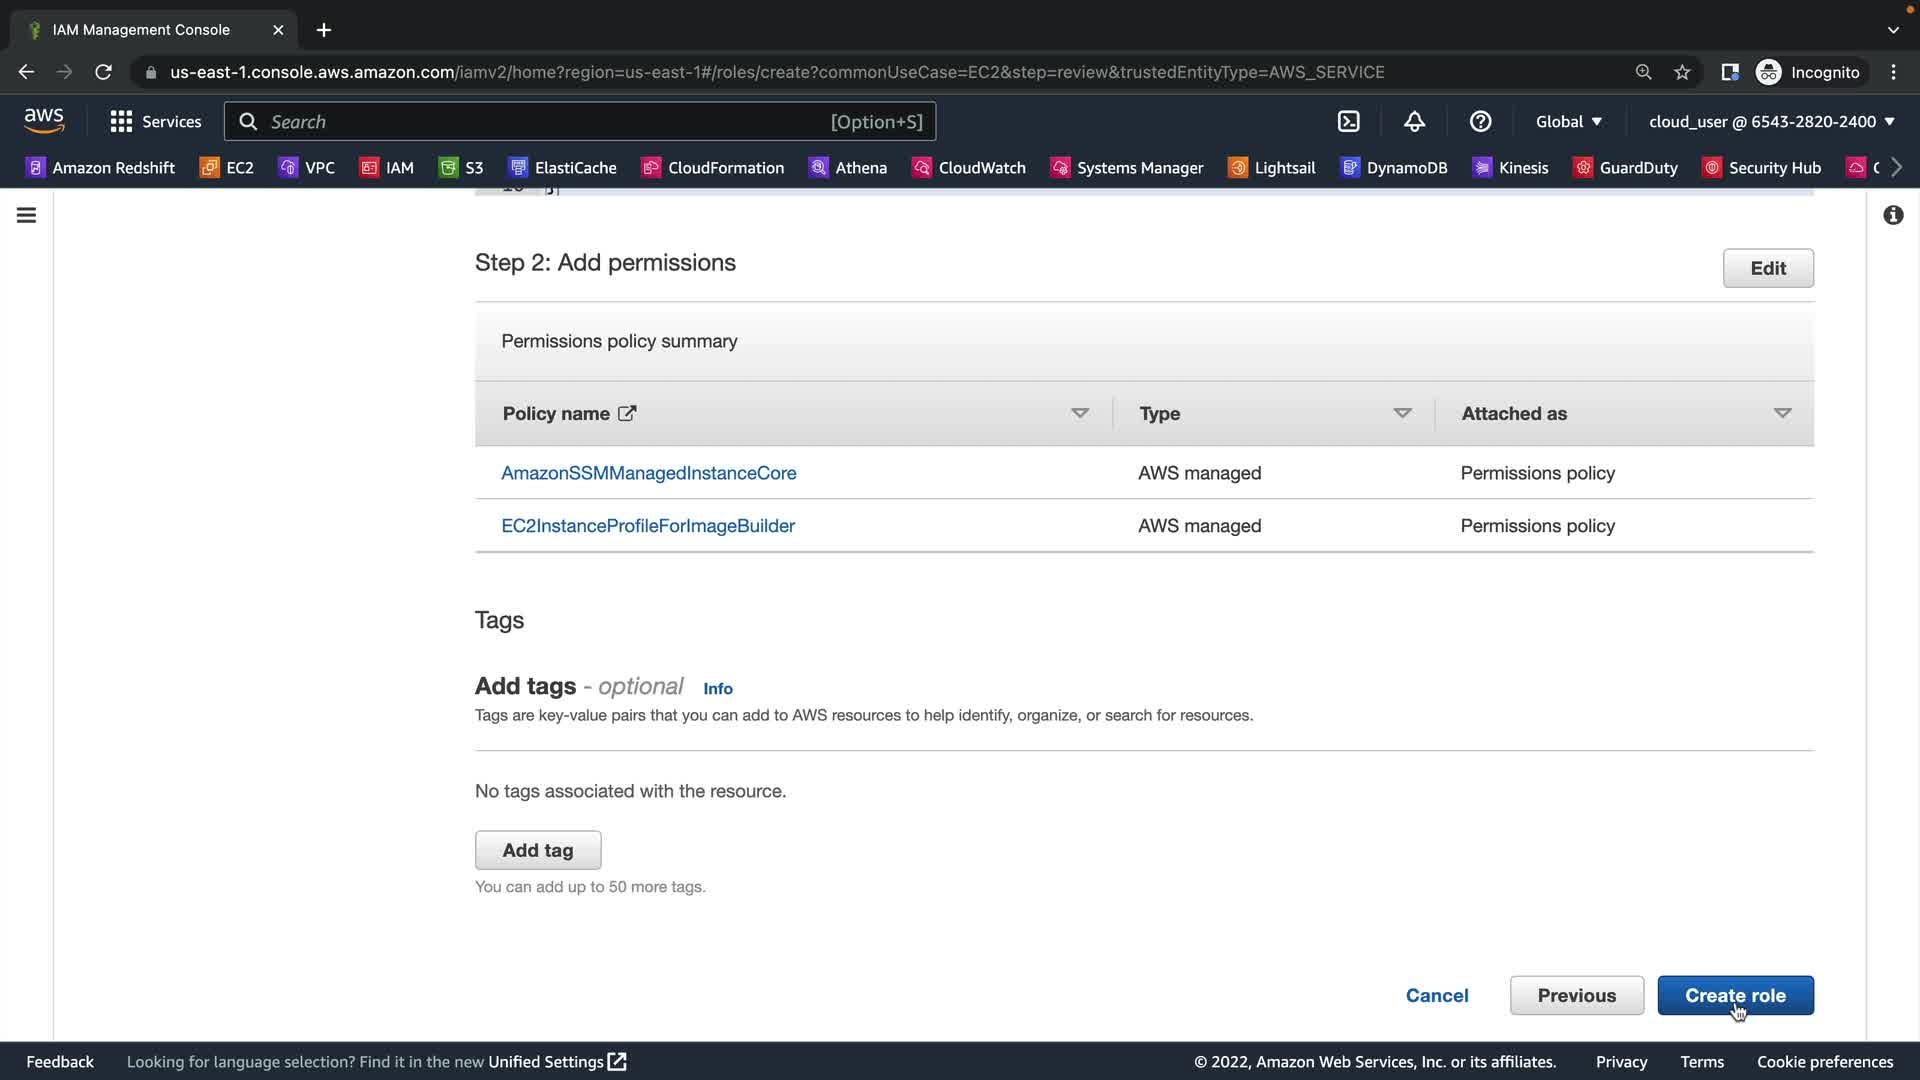 IAM Management Console
us-east-1.console.aws.amazon.com/iamv2/home?region=us-east-1#/roles/create?commonUseCase=EC2&step=review&trustedEntityType=AWS_SERVICE
Incognito
aws
Services
Search
[Option+S]
Global
cloud_user @ 6543-2820-2400
Amazon Redshift
EC2
VPC
IAM
S3
ElastiCache
CloudFormation
Athena
CloudWatch
Systems Manager
Lightsail
DynamoDB
Kinesis
GuardDuty
Security Hub
Step 2: Add permissions
Edit
Permissions policy summary
Policy name Type Attached as
AmazonSSMManagedInstanceCore AWS managed Permissions policy
EC2InstanceProfileForImageBuilder AWS managed Permissions policy
Tags
Add tags - optional Info
Tags are key-value pairs that you can add to AWS resources to help identify, organize, or search for resources.
No tags associated with the resource.
Add tag
You can add up to 50 more tags.
Cancel
Previous
Create role
Feedback
Looking for language selection? Find it in the new Unified Settings
© 2022, Amazon Web Services, Inc. or its affiliates.
Privacy
Terms
Cookie preferences